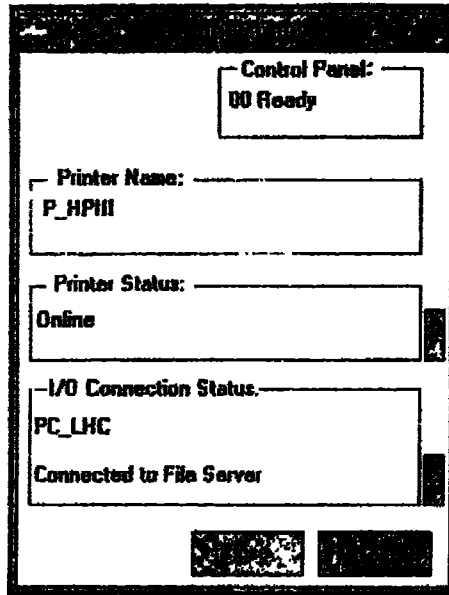 Control Panel:
00 Ready
Printer Name:
P_HPIII
Printer Status:
Online
I/O Connection Status:
PC_LHC
Connected to File Server